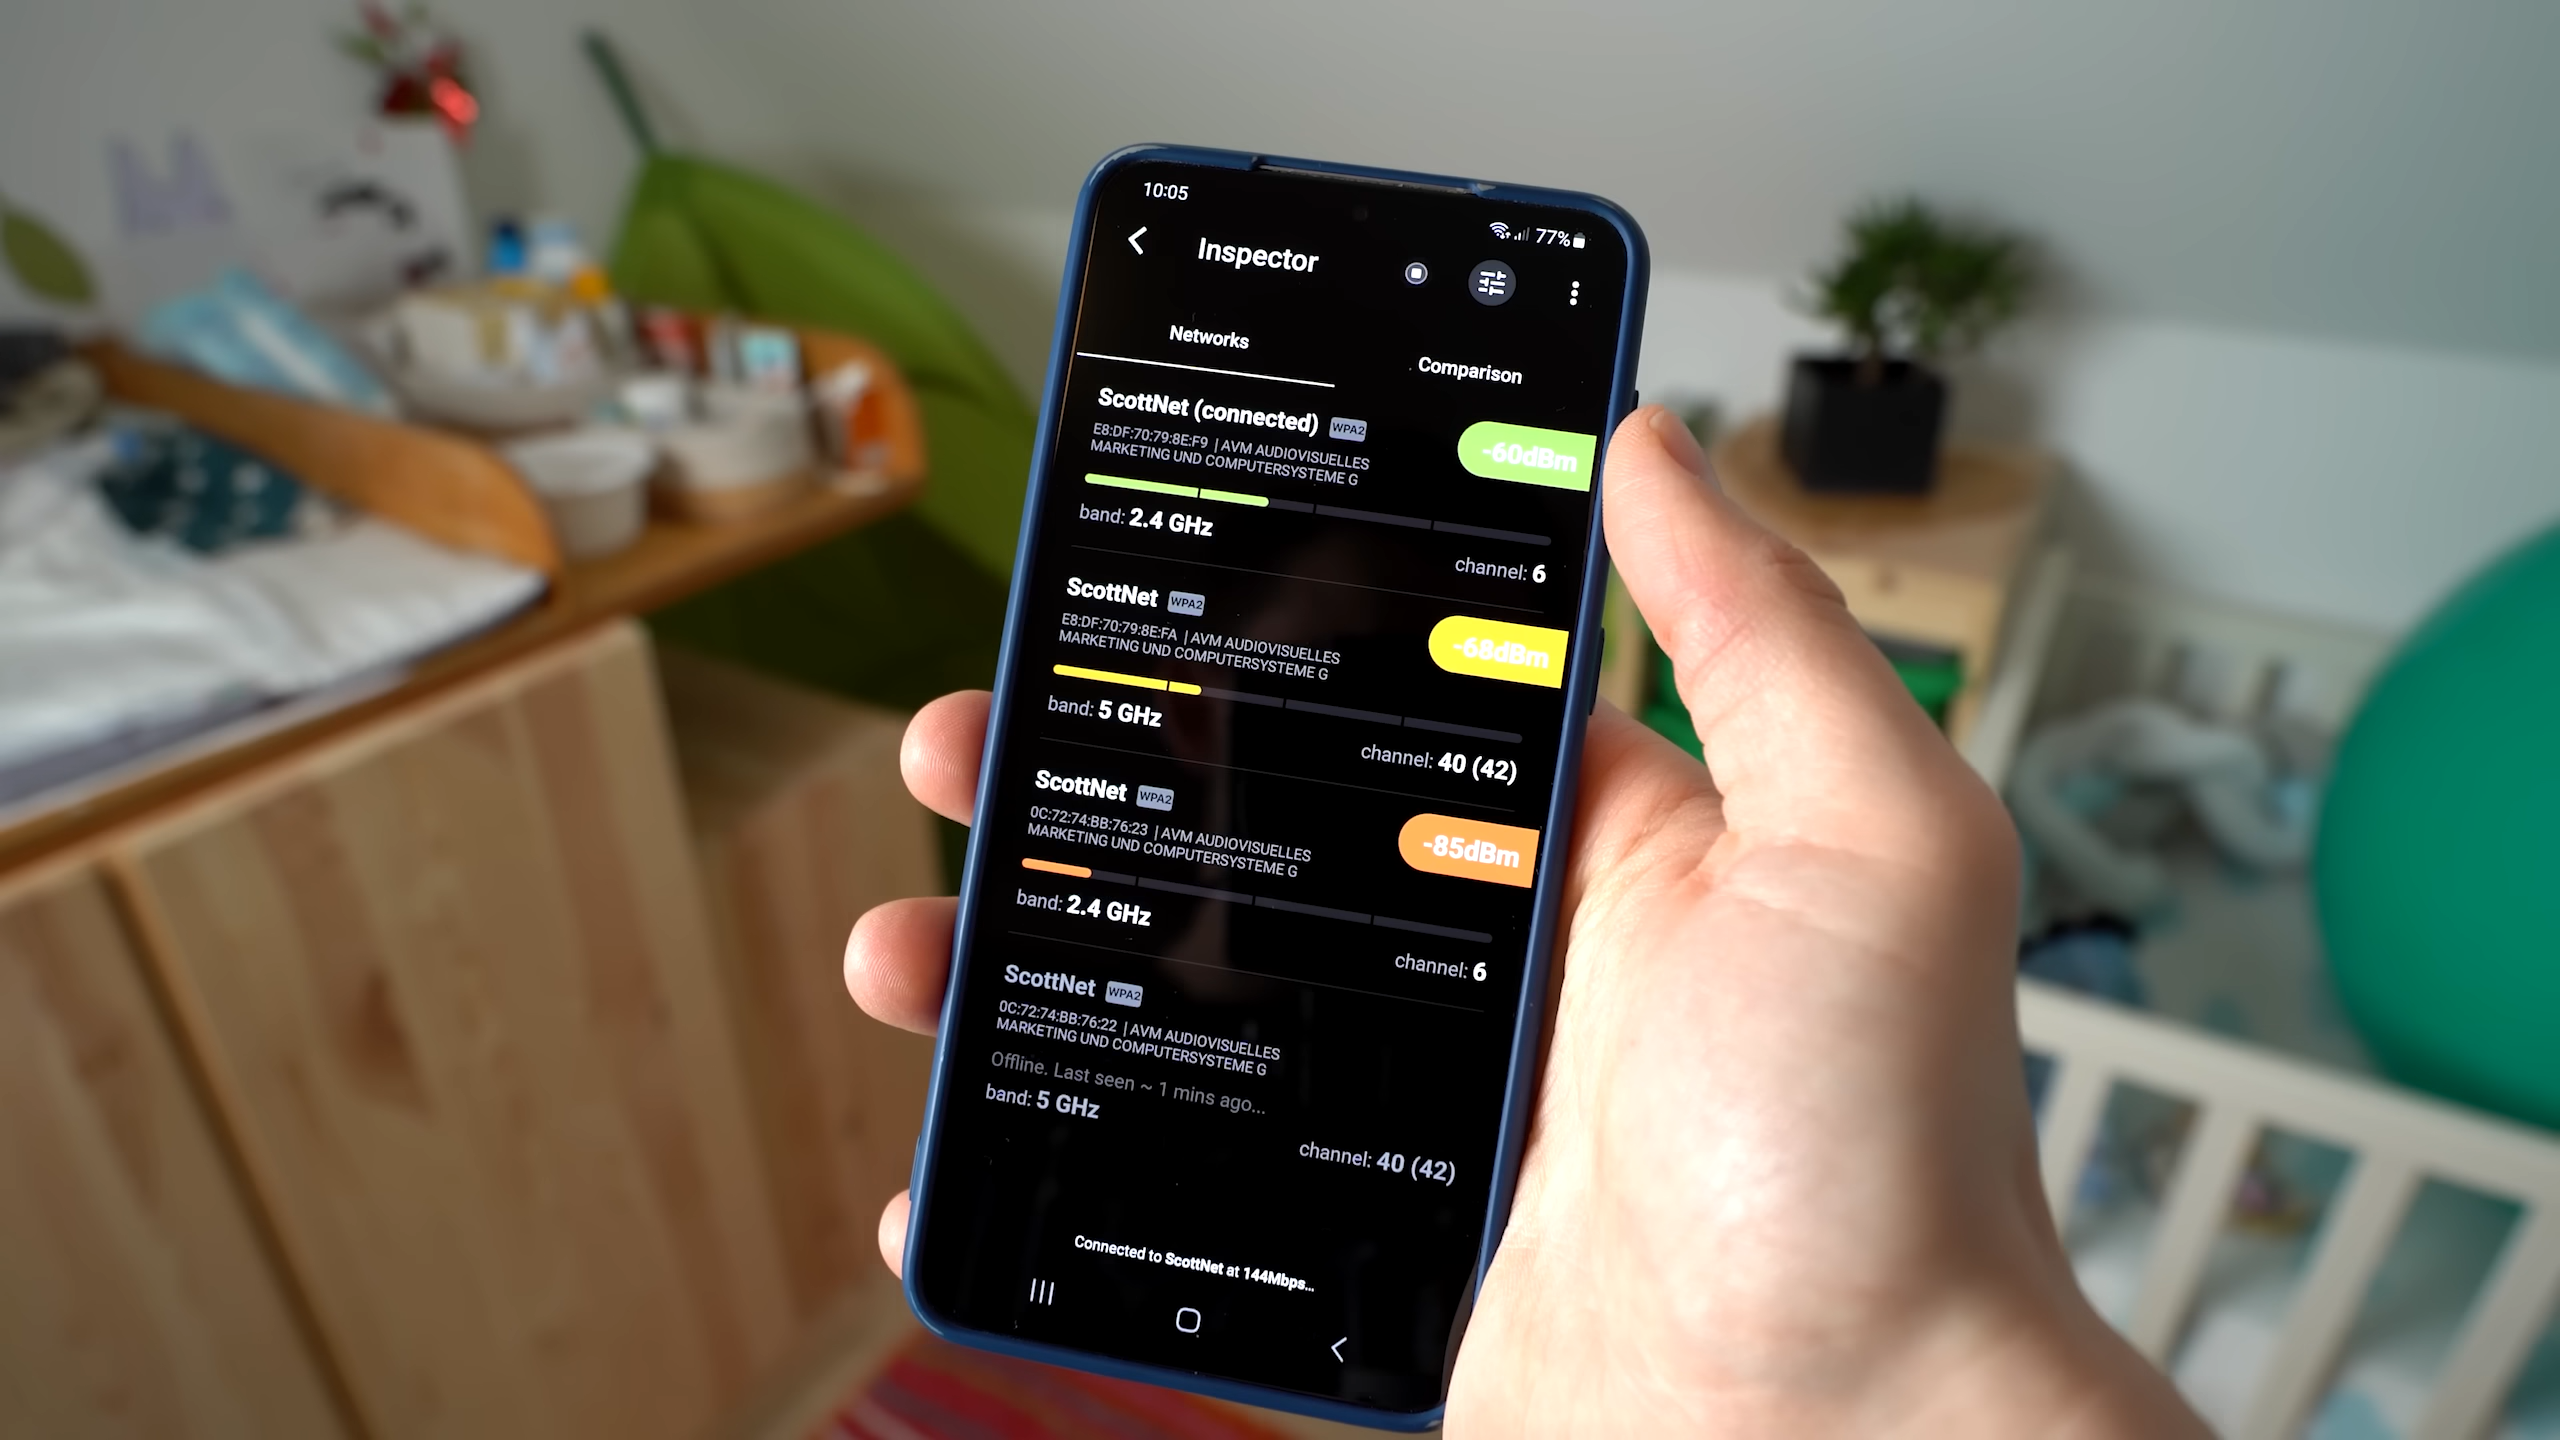 10:05
77%
Inspector
Networks
Comparison
ScottNet (connected) WPA2
-60dBm
E8:DF:70:79:8E:F9 | AVM AUDIOVISUELLES
MARKETING UND COMPUTERSYSTEME G
band: 2.4 GHz
channel: 6
ScottNet WPA2
-68dBm
E8:DF:70:79:8E:FA | AVM AUDIOVISUELLES
MARKETING UND COMPUTERSYSTEME G
band: 5 GHz
channel: 40 (42)
ScottNet WPA2
-85dBm
0C:72:74:BB:76:23 | AVM AUDIOVISUELLES
MARKETING UND COMPUTERSYSTEME G
band: 2.4 GHz
channel: 6
ScottNet WPA2
0C:72:74:BB:76:22 | AVM AUDIOVISUELLES
MARKETING UND COMPUTERSYSTEME G
Offline. Last seen ~ 1 mins ago...
band: 5 GHz
channel: 40 (42)
Connected to ScottNet at 144Mbps...